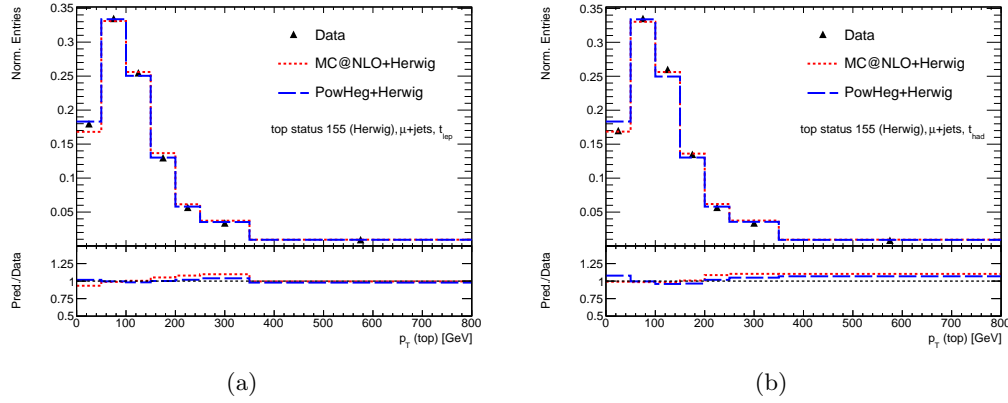 Norm. Entries
0.35
0.3
0.25
0.2
0.15
0.1
0.05
Data
MC@NLO+Herwig
PowHeg+Herwig
top status 155 (Herwig), μ+jets, t_lep
Pred./Data
1.25
1
0.75
0.5
0 100 200 300 400 500 600 700 800
p_T (top) [GeV]
(a)
Norm. Entries
0.35
0.3
0.25
0.2
0.15
0.1
0.05
Data
MC@NLO+Herwig
PowHeg+Herwig
top status 155 (Herwig), μ+jets, t_had
Pred./Data
1.25
1
0.75
0.5
0 100 200 300 400 500 600 700 800
p_T (top) [GeV]
(b)